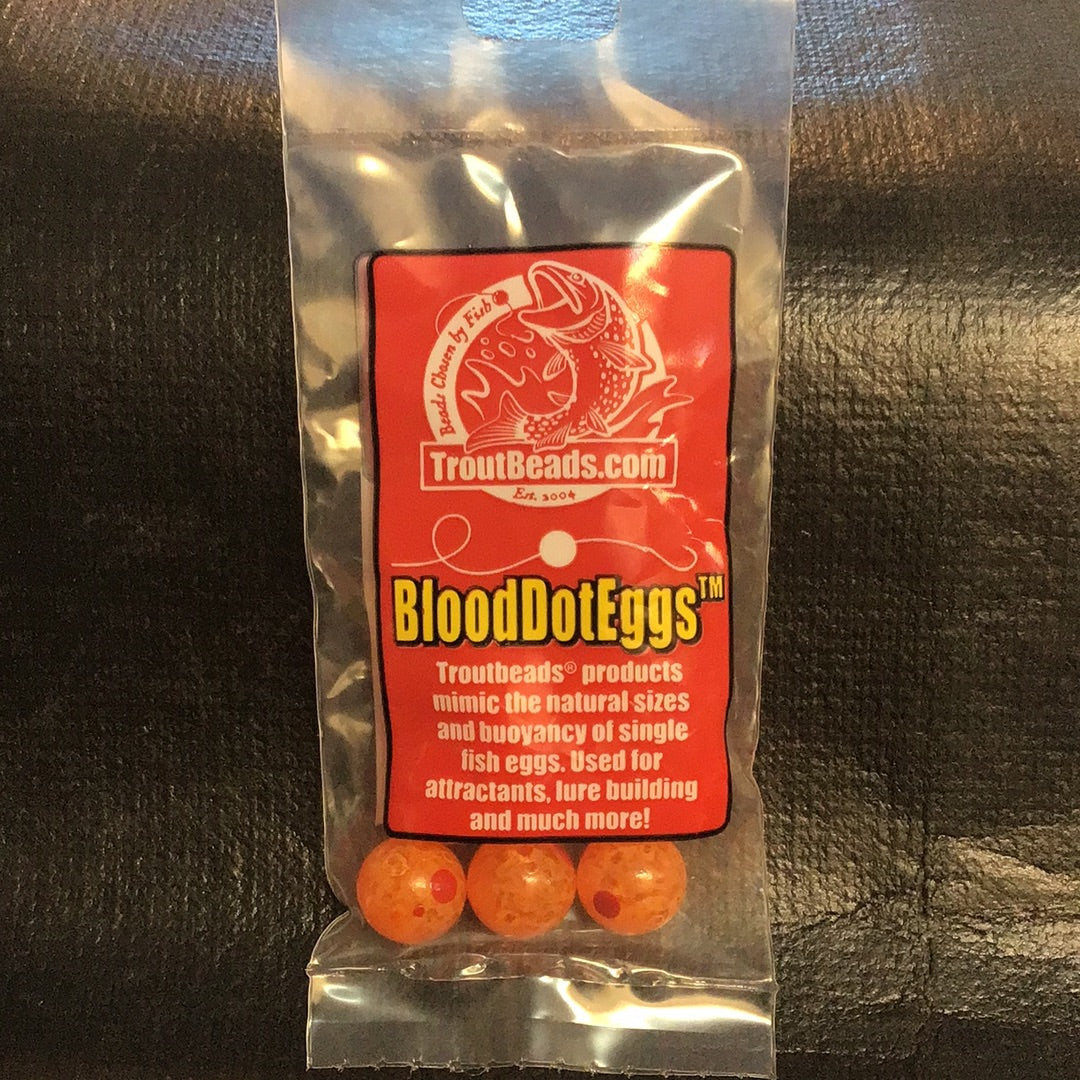 Beads Chosen by Fish
TroutBeads.com
Est. 2004
BloodDotEggs™
Troutbeads® products
mimic the natural sizes
and buoyancy of single
fish eggs. Used for
attractants, lure building
and much more!